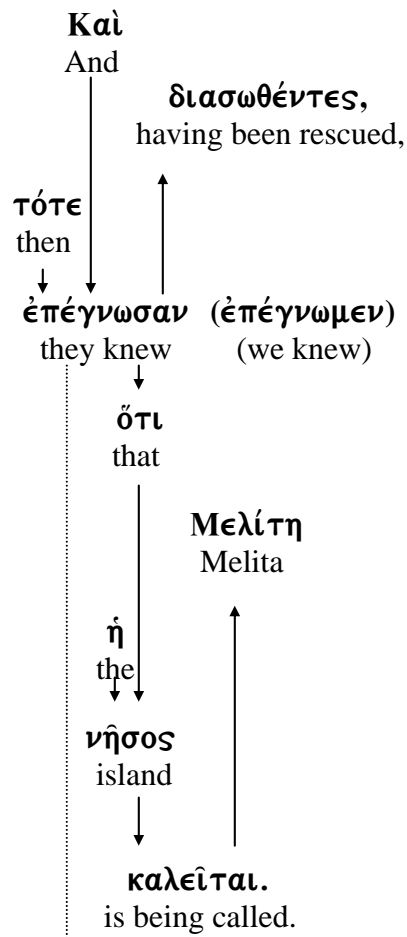 Καὶ
And
διασωθέντες,
having been rescued,
τότε
then
ἐπέγνωσαν (ἐπέγνωμεν)
they knew (we knew)
ὅτι
that
Μελίτη
Melita
ἡ
the
νῆσος
island
καλεῖται.
is being called.